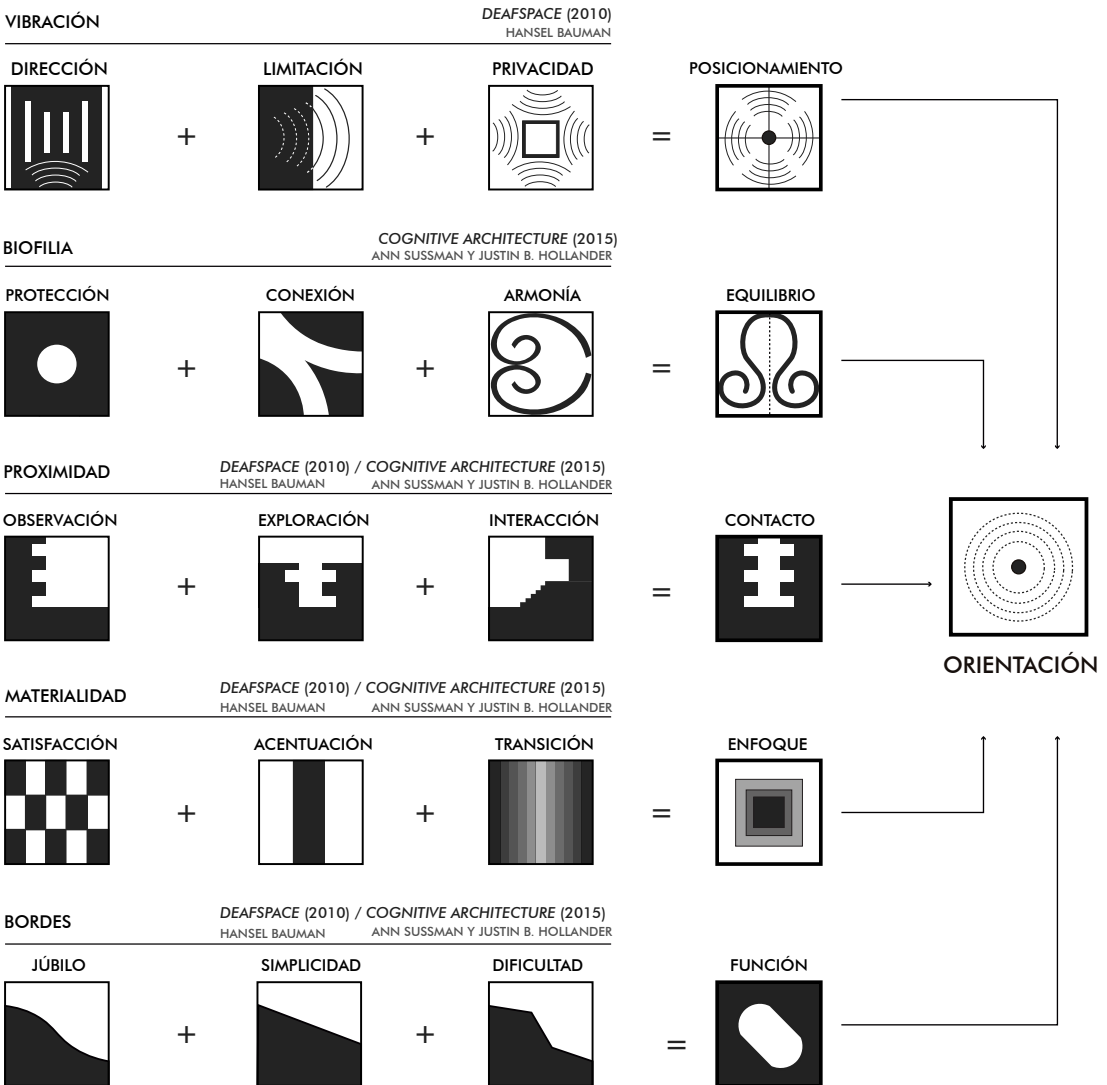 VIBRACIÓN
DEAFSPACE (2010)
HANSEL BAUMAN
DIRECCIÓN + LIMITACIÓN + PRIVACIDAD = POSICIONAMIENTO
BIOFILIA
COGNITIVE ARCHITECTURE (2015)
ANN SUSSMAN Y JUSTIN B. HOLLANDER
PROTECCIÓN + CONEXIÓN + ARMONÍA = EQUILIBRIO
PROXIMIDAD
DEAFSPACE (2010) / COGNITIVE ARCHITECTURE (2015)
HANSEL BAUMAN ANN SUSSMAN Y JUSTIN B. HOLLANDER
OBSERVACIÓN + EXPLORACIÓN + INTERACCIÓN = CONTACTO
ORIENTACIÓN
MATERIALIDAD
DEAFSPACE (2010) / COGNITIVE ARCHITECTURE (2015)
HANSEL BAUMAN ANN SUSSMAN Y JUSTIN B. HOLLANDER
SATISFACCIÓN + ACENTUACIÓN + TRANSICIÓN = ENFOQUE
BORDES
DEAFSPACE (2010) / COGNITIVE ARCHITECTURE (2015)
HANSEL BAUMAN ANN SUSSMAN Y JUSTIN B. HOLLANDER
JÚBILO + SIMPLICIDAD + DIFICULTAD = FUNCIÓN